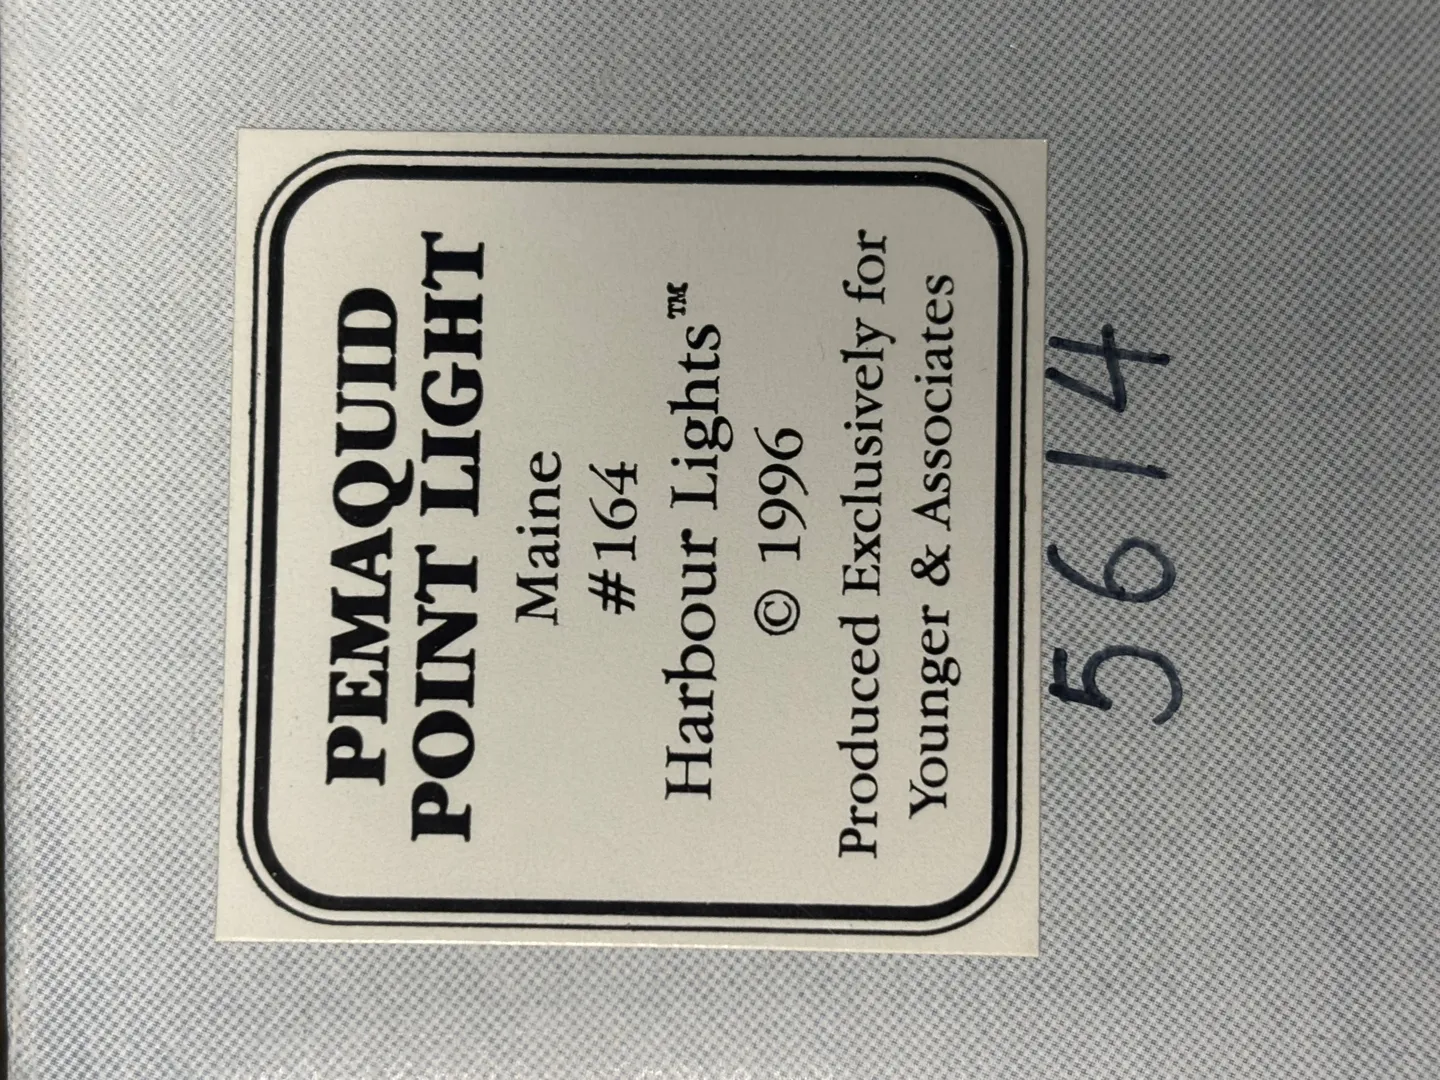 PEMAQUID
POINT LIGHT
Maine
#164
Harbour Lights™
© 1996
Produced Exclusively for
Younger & Associates
5614